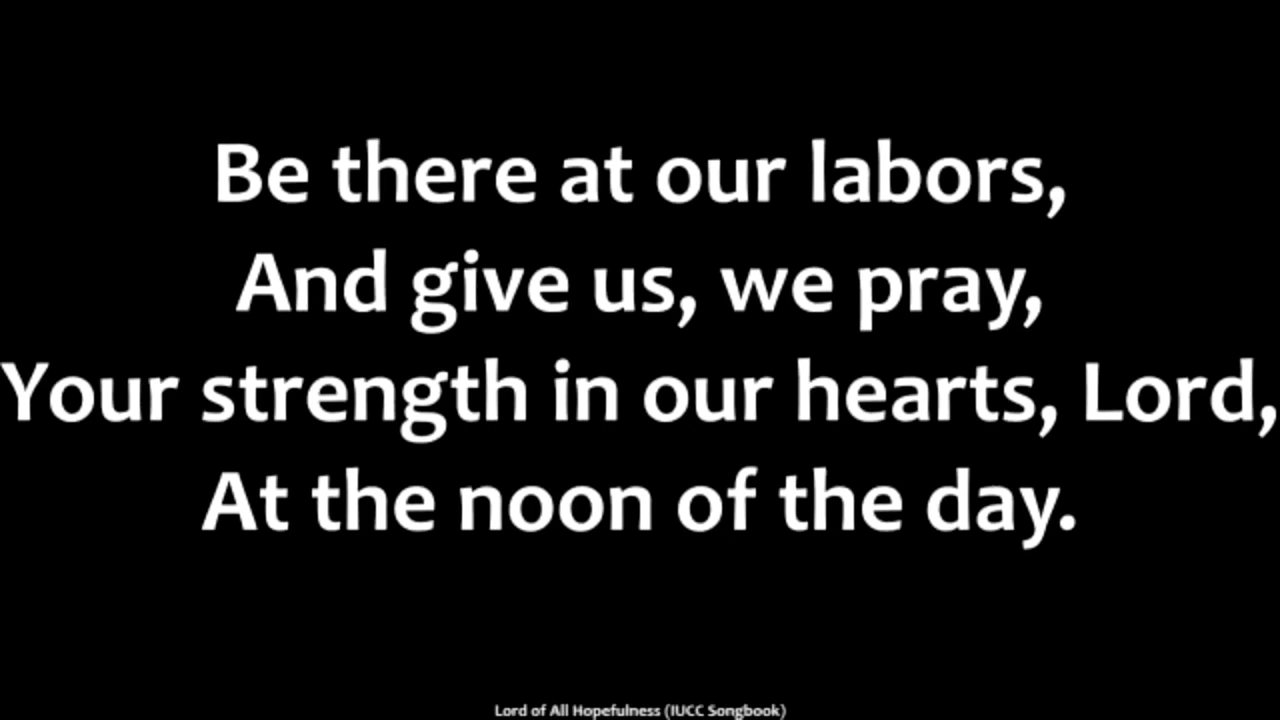 Be there at our labors,
And give us, we pray,
Your strength in our hearts, Lord,
At the noon of the day.
Lord of All Hopefulness (IUCC Songbook)